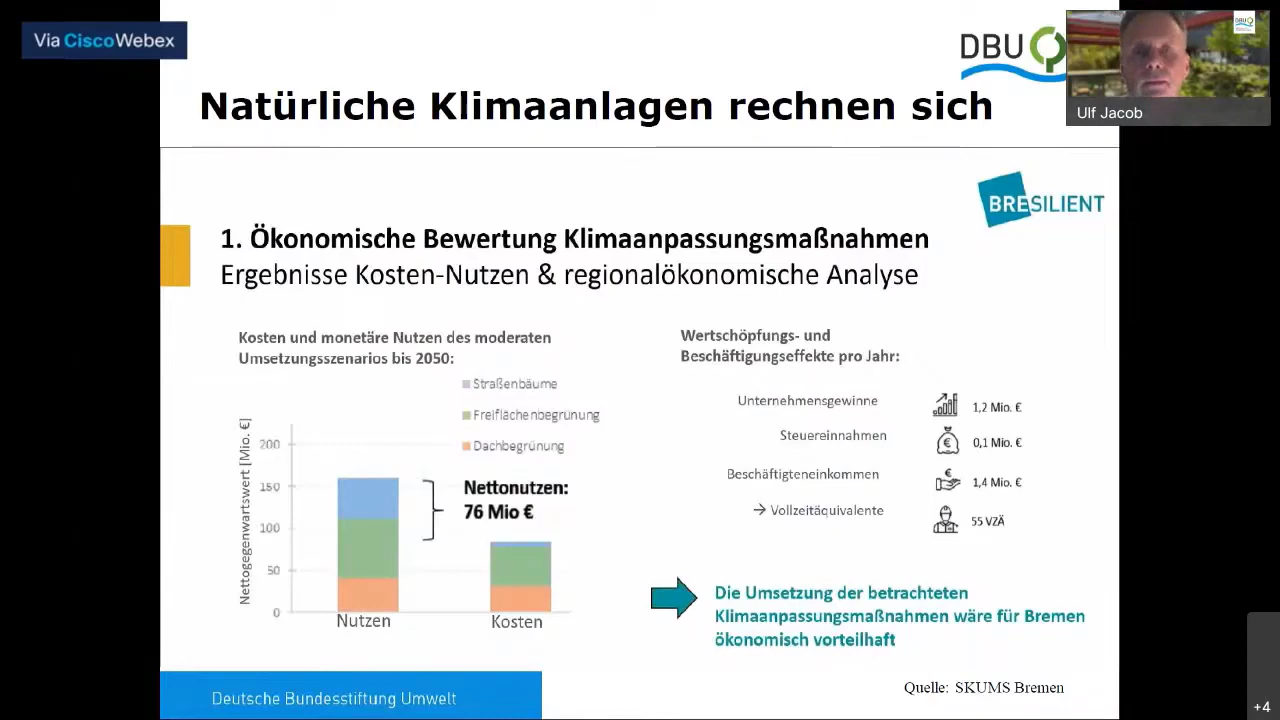 Via CiscoWebex
DBU
Ulf Jacob
Natürliche Klimaanlagen rechnen sich
BRESILIENT
1. Ökonomische Bewertung Klimaanpassungsmaßnahmen
Ergebnisse Kosten-Nutzen & regionalökonomische Analyse
Kosten und monetäre Nutzen des moderaten
Umsetzungsszenarios bis 2050:
Straßenbäume
Freiflächenbegrünung
Dachbegrünung
Nettogegenwartswert [Mio. €]
200
150
100
50
0
Nettonutzen:
76 Mio €
Nutzen
Kosten
Wertschöpfungs- und
Beschäftigungseffekte pro Jahr:
Unternehmensgewinne 1,2 Mio. €
Steuereinnahmen € 0,1 Mio. €
Beschäftigteneinkommen € 1,4 Mio. €
→ Vollzeitäquivalente 55 VZÄ
Die Umsetzung der betrachteten
Klimaanpassungsmaßnahmen wäre für Bremen
ökonomisch vorteilhaft
Deutsche Bundesstiftung Umwelt
Quelle: SKUMS Bremen
+4